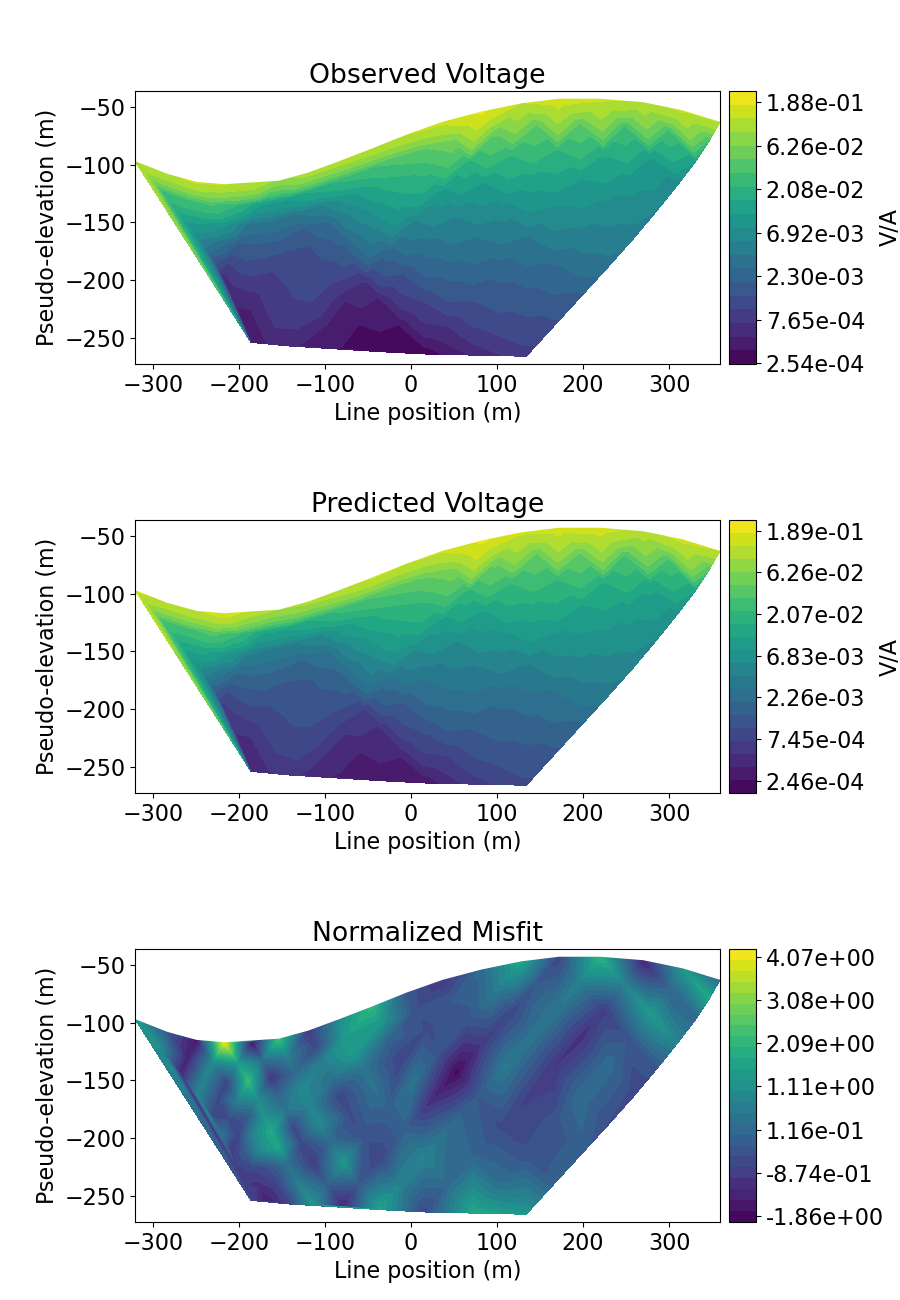 Observed Voltage
−50
−100
−150
−200
−250
Pseudo-elevation (m)
−300 −200 −100 0 100 200 300
Line position (m)
1.88e-01
6.26e-02
2.08e-02
6.92e-03
2.30e-03
7.65e-04
2.54e-04
V/A
Predicted Voltage
−50
−100
−150
−200
−250
Pseudo-elevation (m)
−300 −200 −100 0 100 200 300
Line position (m)
1.89e-01
6.26e-02
2.07e-02
6.83e-03
2.26e-03
7.45e-04
2.46e-04
V/A
Normalized Misfit
−50
−100
−150
−200
−250
Pseudo-elevation (m)
−300 −200 −100 0 100 200 300
Line position (m)
4.07e+00
3.08e+00
2.09e+00
1.11e+00
1.16e-01
-8.74e-01
-1.86e+00